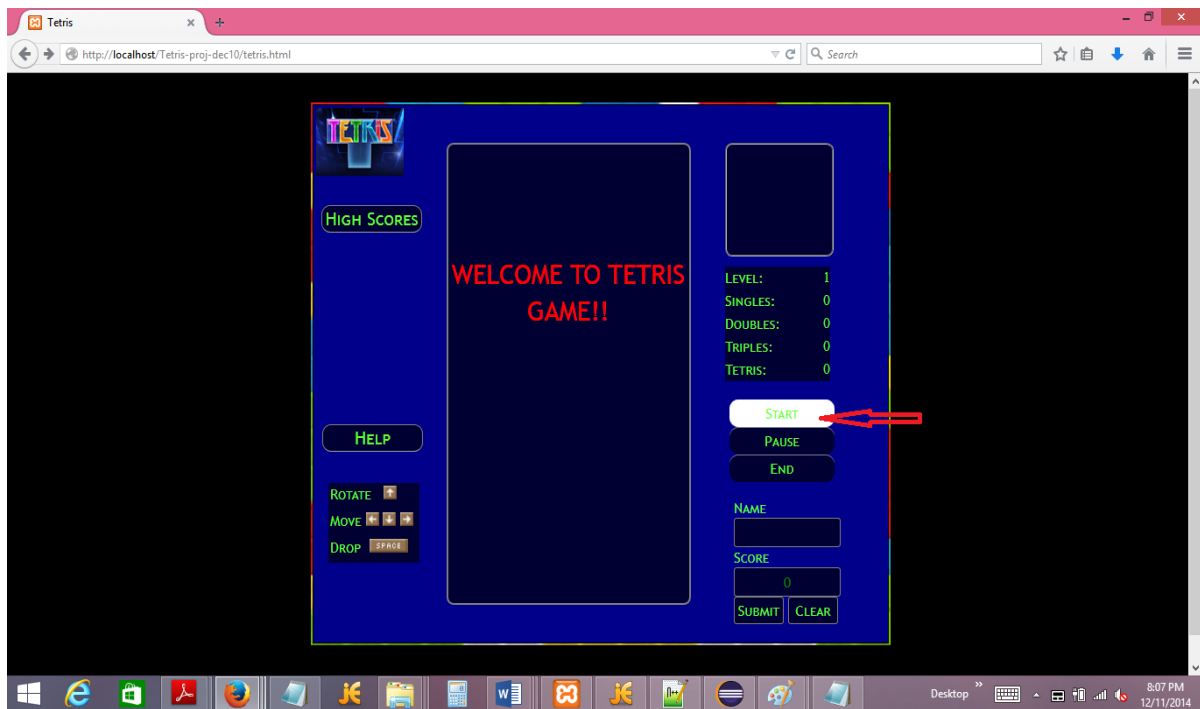 Tetris
http://localhost/Tetris-proj-dec10/tetris.html
Search
TETRIS
HIGH SCORES
WELCOME TO TETRIS
GAME!!
LEVEL: 1
SINGLES: 0
DOUBLES: 0
TRIPLES: 0
TETRIS: 0
START
PAUSE
END
HELP
ROTATE
MOVE
DROP SPACE
NAME
SCORE
0
SUBMIT CLEAR
Desktop
8:07 PM
12/11/2014